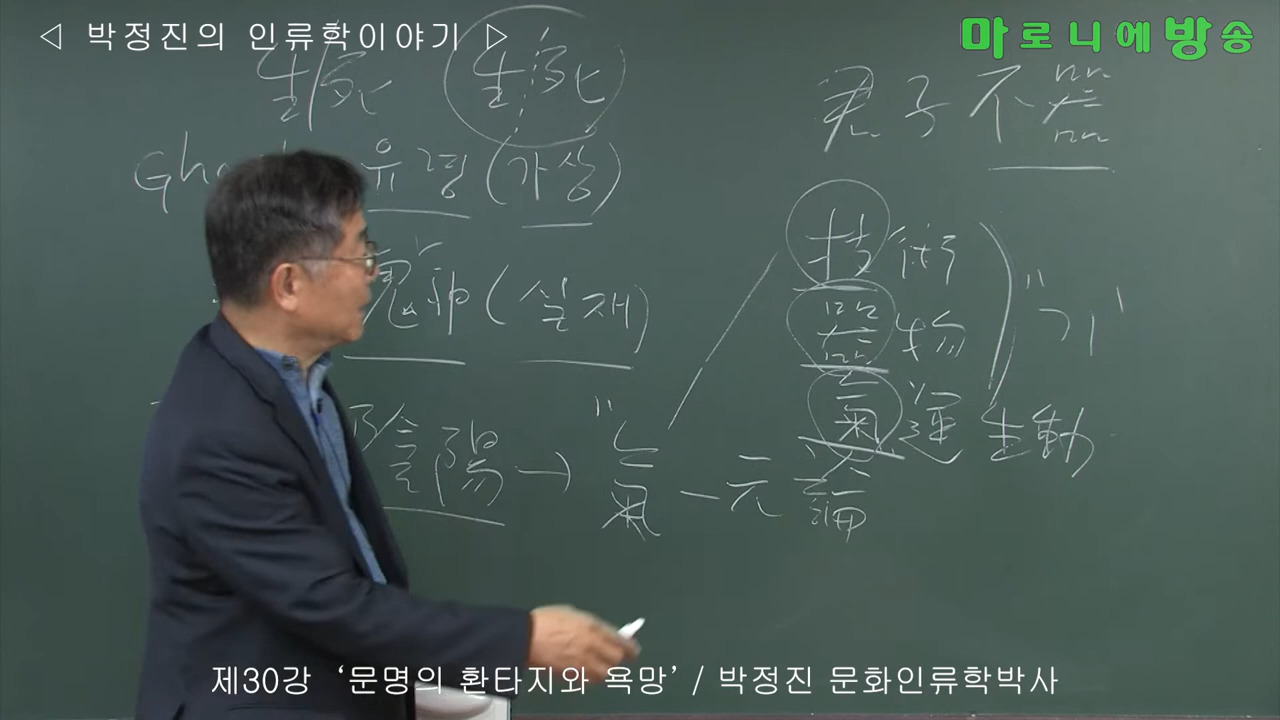 ◁ 박정진의 인류학이야기 ▷
마로니에방송
生/死 生死
君子不器
유령(가상)
技術
鬼神(실재)
器物
"기"
氣運生動
陰陽→"氣一元論
제30강 ‘문명의 환타지와 욕망’ / 박정진 문화인류학박사